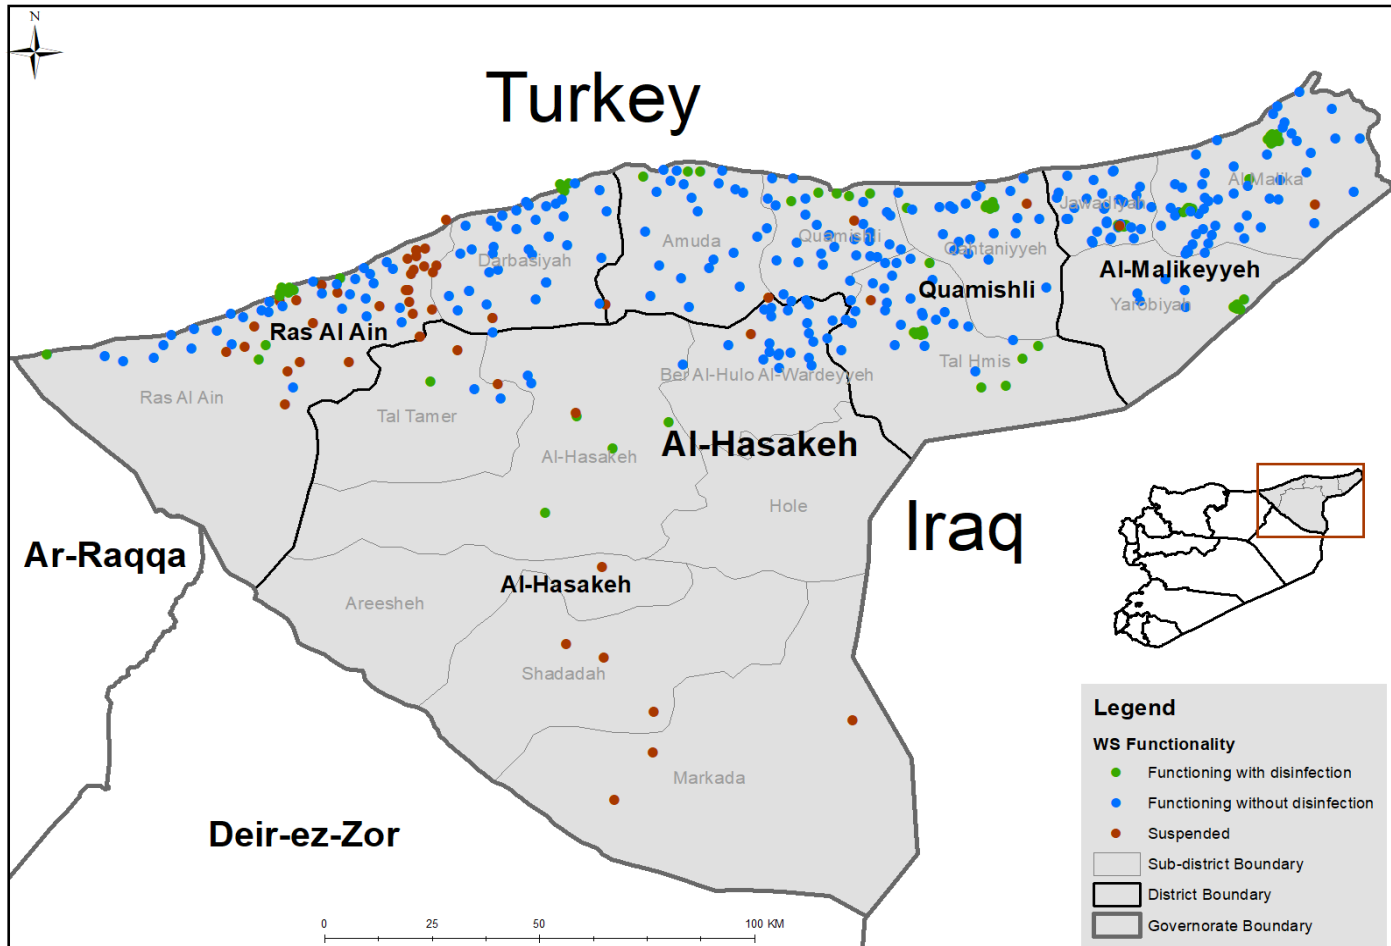 N
Turkey
Al Malika
Jawadiyah
Quamishli
Amuda
Qahtaniyyeh
Darbasiyah
Al-Malikeyyeh
Quamishli
Yarobiyah
Ras Al Ain
Tal Hmis
Ber Al-Hulo Al-Wardeyyeh
Ras Al Ain
Tal Tamer
Al-Hasakeh
Al-Hasakeh
Hole
Iraq
Ar-Raqqa
Al-Hasakeh
Areesheh
Shadadah
Markada
Deir-ez-Zor
Legend
WS Functionality
Functioning with disinfection
Functioning without disinfection
Suspended
Sub-district Boundary
District Boundary
Governorate Boundary
0 25 50 100 KM